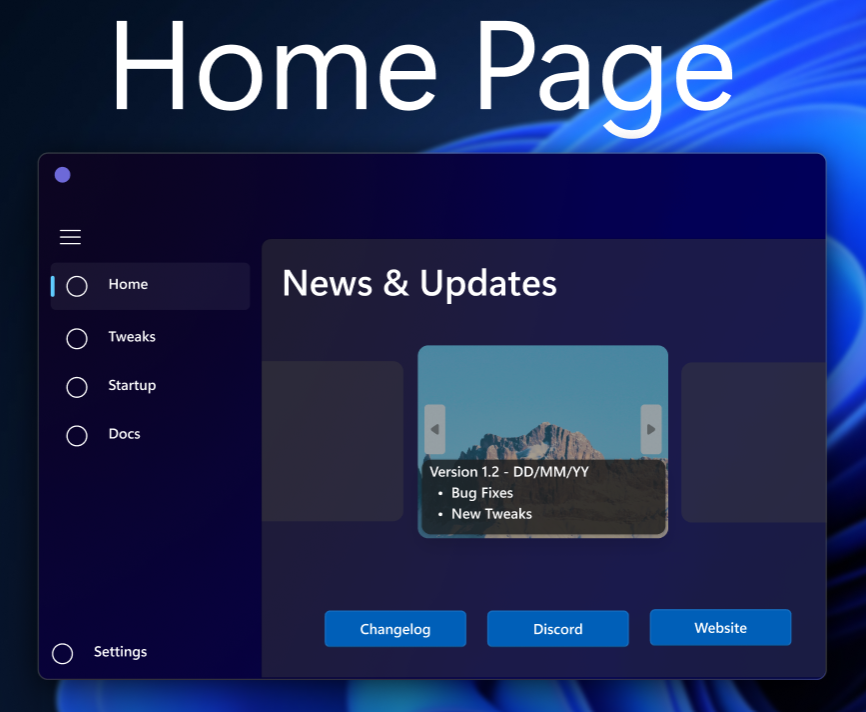 Home Page
Home
Tweaks
Startup
Docs
Settings
News & Updates
Version 1.2 - DD/MM/YY
• Bug Fixes
• New Tweaks
Changelog
Discord
Website